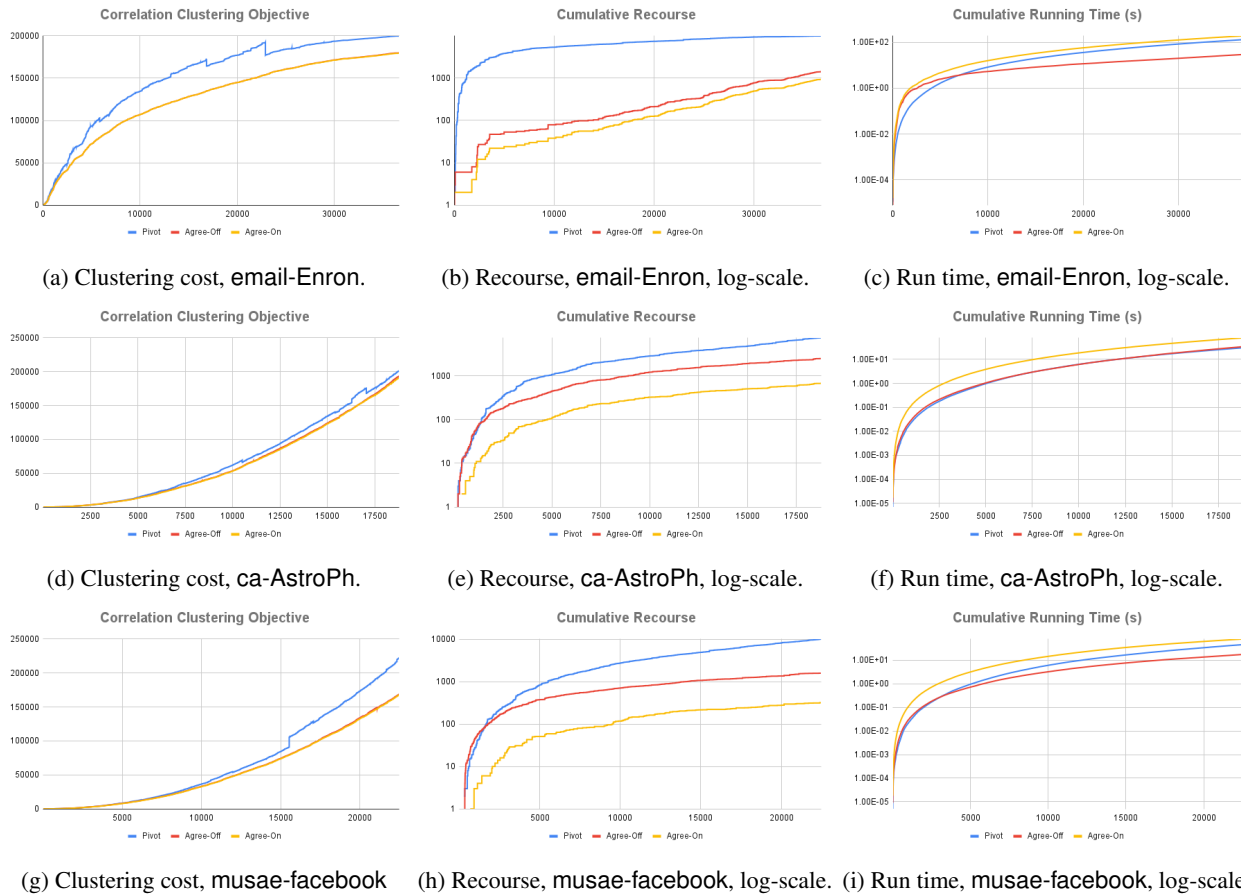 Correlation Clustering Objective
200000
150000
100000
50000
0
0 10000 20000 30000
Pivot Agree-Off Agree-On
(a) Clustering cost, email-Enron.
Cumulative Recourse
1000
100
10
1
0 10000 20000 30000
Pivot Agree-Off Agree-On
(b) Recourse, email-Enron, log-scale.
Cumulative Running Time (s)
1.00E+02
1.00E+00
1.00E-02
1.00E-04
0 10000 20000 30000
Pivot Agree-Off Agree-On
(c) Run time, email-Enron, log-scale.
Correlation Clustering Objective
250000
200000
150000
100000
50000
0
2500 5000 7500 10000 12500 15000 17500
Pivot Agree-Off Agree-On
(d) Clustering cost, ca-AstroPh.
Cumulative Recourse
1000
100
10
1
2500 5000 7500 10000 12500 15000 17500
Pivot Agree-Off Agree-On
(e) Recourse, ca-AstroPh, log-scale.
Cumulative Running Time (s)
1.00E+01
1.00E+00
1.00E-01
1.00E-02
1.00E-03
1.00E-04
1.00E-05
2500 5000 7500 10000 12500 15000 17500
Pivot Agree-Off Agree-On
(f) Run time, ca-AstroPh, log-scale.
Correlation Clustering Objective
250000
200000
150000
100000
50000
0
5000 10000 15000 20000
Pivot Agree-Off Agree-On
(g) Clustering cost, musae-facebook
Cumulative Recourse
10000
1000
100
10
1
5000 10000 15000 20000
Pivot Agree-Off Agree-On
(h) Recourse, musae-facebook, log-scale.
Cumulative Running Time (s)
1.00E+01
1.00E+00
1.00E-01
1.00E-02
1.00E-03
1.00E-04
1.00E-05
5000 10000 15000 20000
Pivot Agree-Off Agree-On
(i) Run time, musae-facebook, log-scale